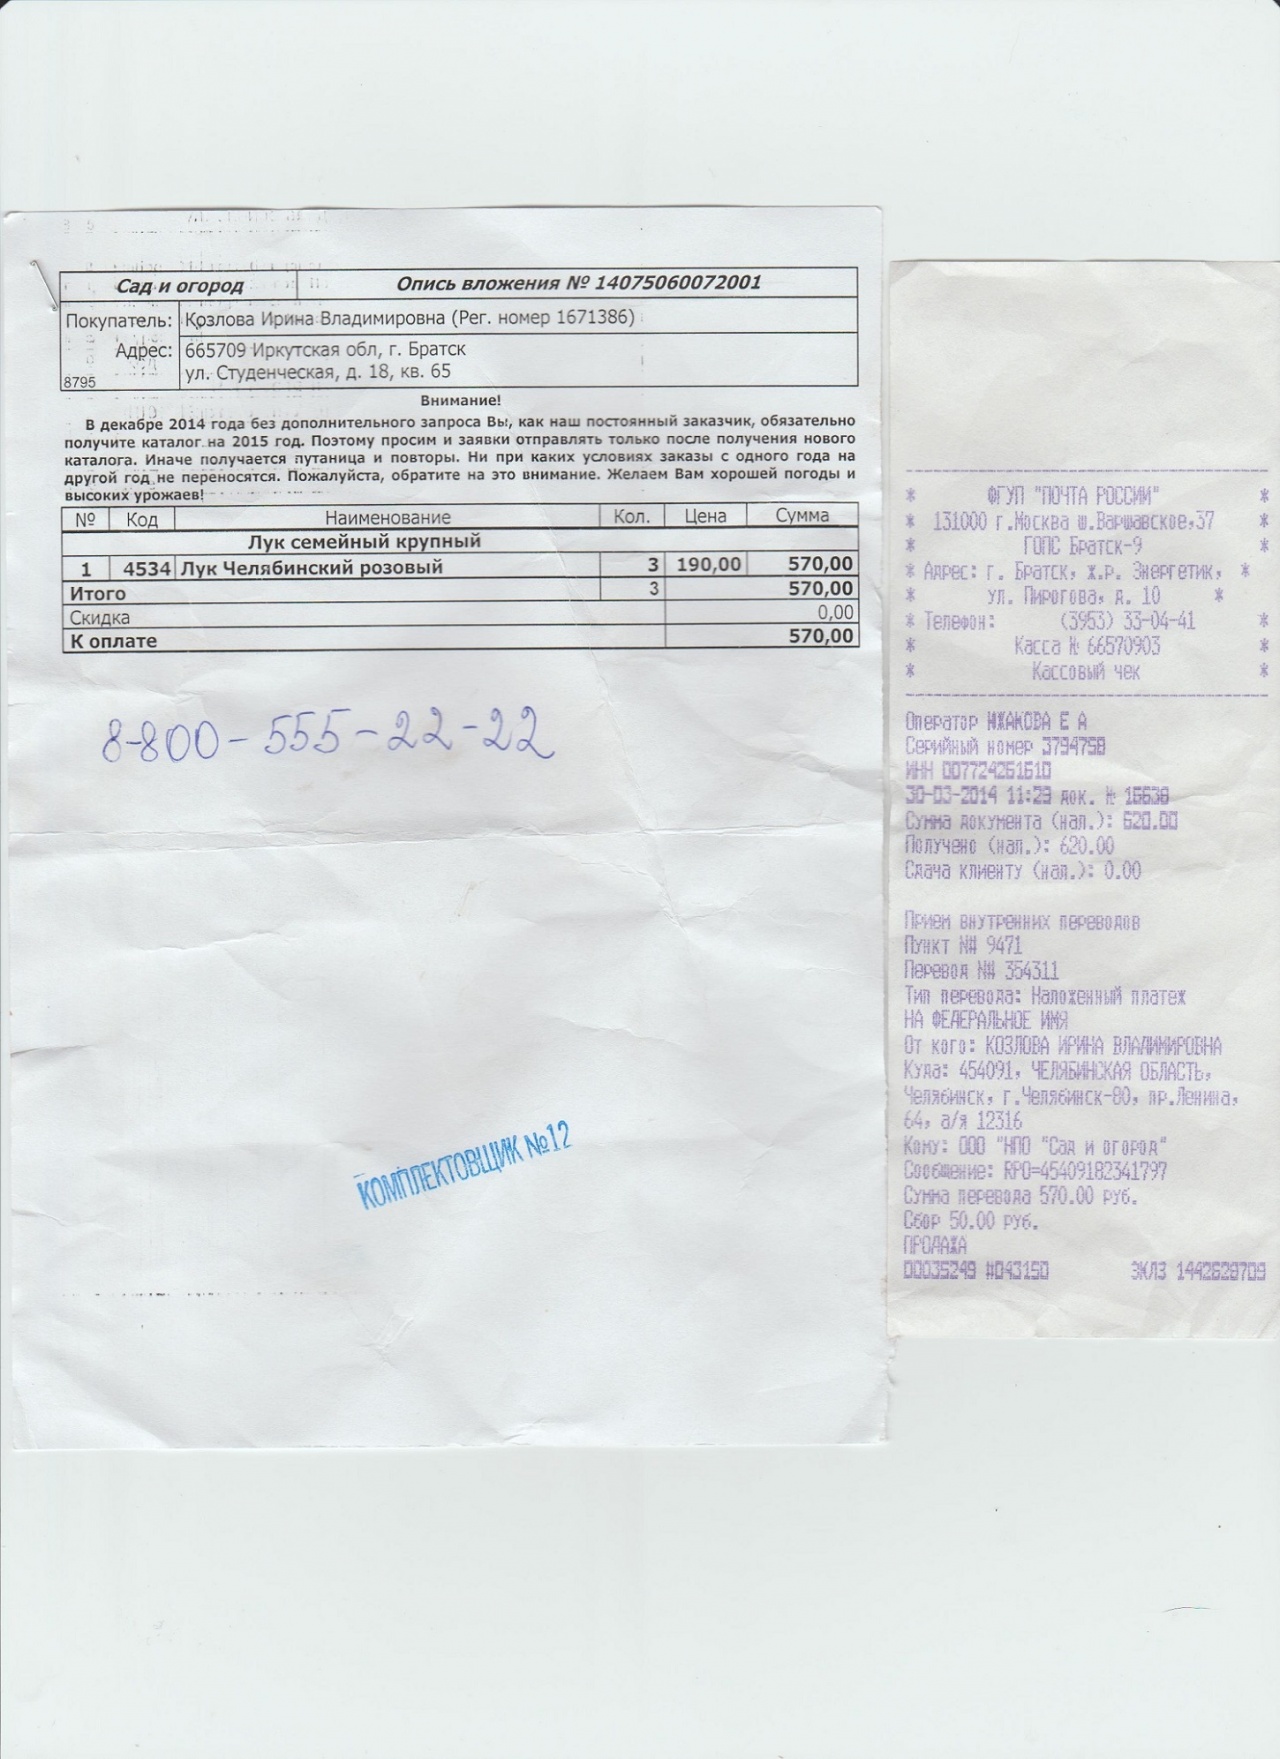 Сад и огород Опись вложения № 14075060072001
Покупатель: Козлова Ирина Владимировна (Рег. номер 1671386)
Адрес: 665709 Иркутская обл, г. Братск
8795 ул. Студенческая, д. 18, кв. 65
Внимание!
В декабре 2014 года без дополнительного запроса Вы, как наш постоянный заказчик, обязательно
получите каталог на 2015 год. Поэтому просим и заявки отправлять только после получения нового
каталога. Иначе получается путаница и повторы. Ни при каких условиях заказы с одного года на
другой год не переносятся. Пожалуйста, обратите на это внимание. Желаем Вам хорошей погоды и
высоких урожаев!
№ Код Наименование Кол. Цена Сумма
Лук семейный крупный
1 4534 Лук Челябинский розовый 3 190,00 570,00
Итого 3 570,00
Скидка 0,00
К оплате 570,00
8-800-555-22-22
КОМПЛЕКТОВЩИК №12
* ФГУП "ПОЧТА РОССИИ" *
* 131000 г.Москва ш.Варшавское,37 *
* ГОПС Братск-9 *
* Адрес: г. Братск, ж.р. Энергетик, *
* ул. Пирогова, д. 10 *
* Телефон: (3953) 33-04-41 *
* Касса № 66570903 *
* Кассовый чек *
Оператор ИЖАКОВА Е А
Серийный номер 3794758
ИНН 007724261610
30-03-2014 11:29 док. № 16638
Сумма документа (нал.): 620.00
Получено (нал.): 620.00
Сдача клиенту (нал.): 0.00
Прием внутренних переводов
Пункт N# 9471
Перевод N# 354311
Тип перевода: Наложенный платеж
НА ФЕДЕРАЛЬНОЕ ИМЯ
От кого: КОЗЛОВА ИРИНА ВЛАДИМИРОВНА
Куда: 454091, ЧЕЛЯБИНСКАЯ ОБЛАСТЬ,
Челябинск, г.Челябинск-80, пр.Ленина,
64, а/я 12316
Кому: ООО "НПО "Сад и огород"
Сообщение: RPO=45409182341797
Сумма перевода 570.00 руб.
Сбор 50.00 руб.
ПРОДАЖА
00035249 #043150 ЭКЛЗ 1442628709